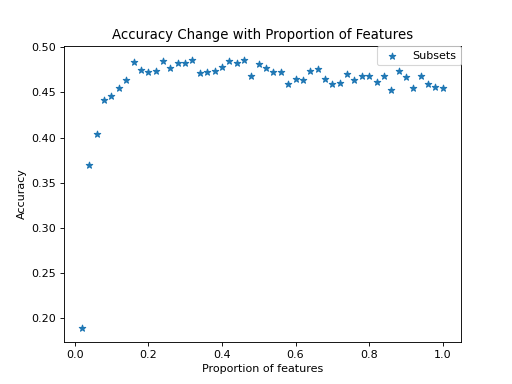 Accuracy Change with Proportion of Features
Subsets
Accuracy
0.50
0.45
0.40
0.35
0.30
0.25
0.20
0.0 0.2 0.4 0.6 0.8 1.0
Proportion of features